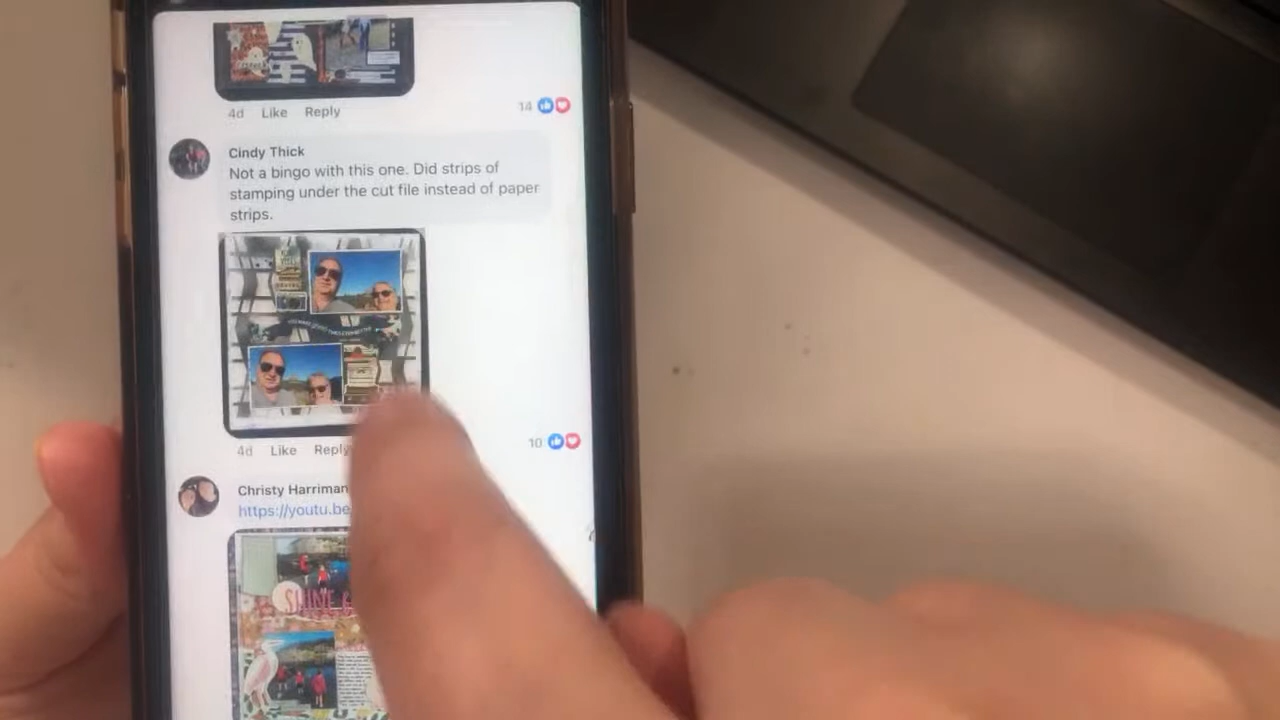 4d Like Reply 14
Cindy Thick
Not a bingo with this one. Did strips of
stamping under the cut file instead of paper
strips.
4d Like Reply 10
Christy Harriman
https://youtu.be
SHINE